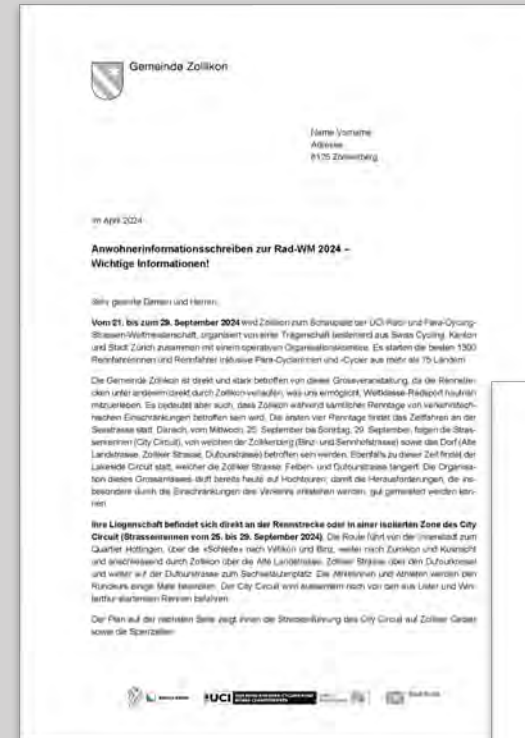 Gemeinde Zollikon
Name Vorname
Adresse
8125 Zollikerberg
Im April 2024
Anwohnerinformationsschreiben zur Rad-WM 2024 –
Wichtige Informationen!
Sehr geehrte Damen und Herren
Vom 21. bis zum 29. September 2024 wird Zollikon zum Schauplatz der UCI Rad- und Para-Cycling-
Strassen-Weltmeisterschaft, organisiert von einer Trägerschaft bestehend aus Swiss Cycling, Kanton
und Stadt Zürich zusammen mit einem operativen Organisationskomitee. Es starten die besten 1300
Rennfahrerinnen und Rennfahrer inklusive Para-Cyclerinnen und -Cycler aus mehr als 75 Ländern.
Die Gemeinde Zollikon ist direkt und stark betroffen von dieser Grossveranstaltung, da die Rennstre-
cken unter anderem direkt durch Zollikon verlaufen, was uns ermöglicht, Weltklasse-Radsport hautnah
mitzuerleben. Es bedeutet aber auch, dass Zollikon während sämtlicher Renntage von verkehrstech-
nischen Einschränkungen betroffen sein wird. Die ersten vier Renntage findet das Zeitfahren an der
Seestrasse statt. Danach, vom Mittwoch, 25. September bis Sonntag, 29. September, folgen die Stras-
senrennen (City Circuit), von welchen der Zollikerberg (Binz- und Sennhofstrasse) sowie das Dorf (Alte
Landstrasse, Zolliker Strasse, Dufourstrasse) betroffen sein werden. Ebenfalls zu dieser Zeit findet der
Lakeside Circuit statt, welcher die Zolliker Strasse, Felben- und Dufourstrasse tangiert. Die Organisa-
tion dieses Grossanlasses läuft bereits heute auf Hochtouren, damit die Herausforderungen, die ins-
besondere durch die Einschränkungen des Verkehrs entstehen werden, gut gemeistert werden kön-
nen.
Ihre Liegenschaft befindet sich direkt an der Rennstrecke oder in einer isolierten Zone des City
Circuit (Strassenrennen vom 25. bis 29. September 2024). Die Route führt von der Innenstadt zum
Quartier Hottingen, über die «Schleife» nach Witikon und Binz, weiter nach Zumikon und Küsnacht
und anschliessend durch Zollikon über die Alte Landstrasse, Zolliker Strasse über den Dufourkreisel
und weiter auf der Dufourstrasse zum Sechseläutenplatz. Die Athletinnen und Athleten werden den
Rundkurs einige Male befahren. Der City Circuit wird ausserdem noch von den aus Uster und Win-
terthur startenden Rennen befahren.
Der Plan auf der nächsten Seite zeigt Ihnen die Streckenführung des City Circuit auf Zolliker Gebiet
sowie die Sperrzeiten.
UCI